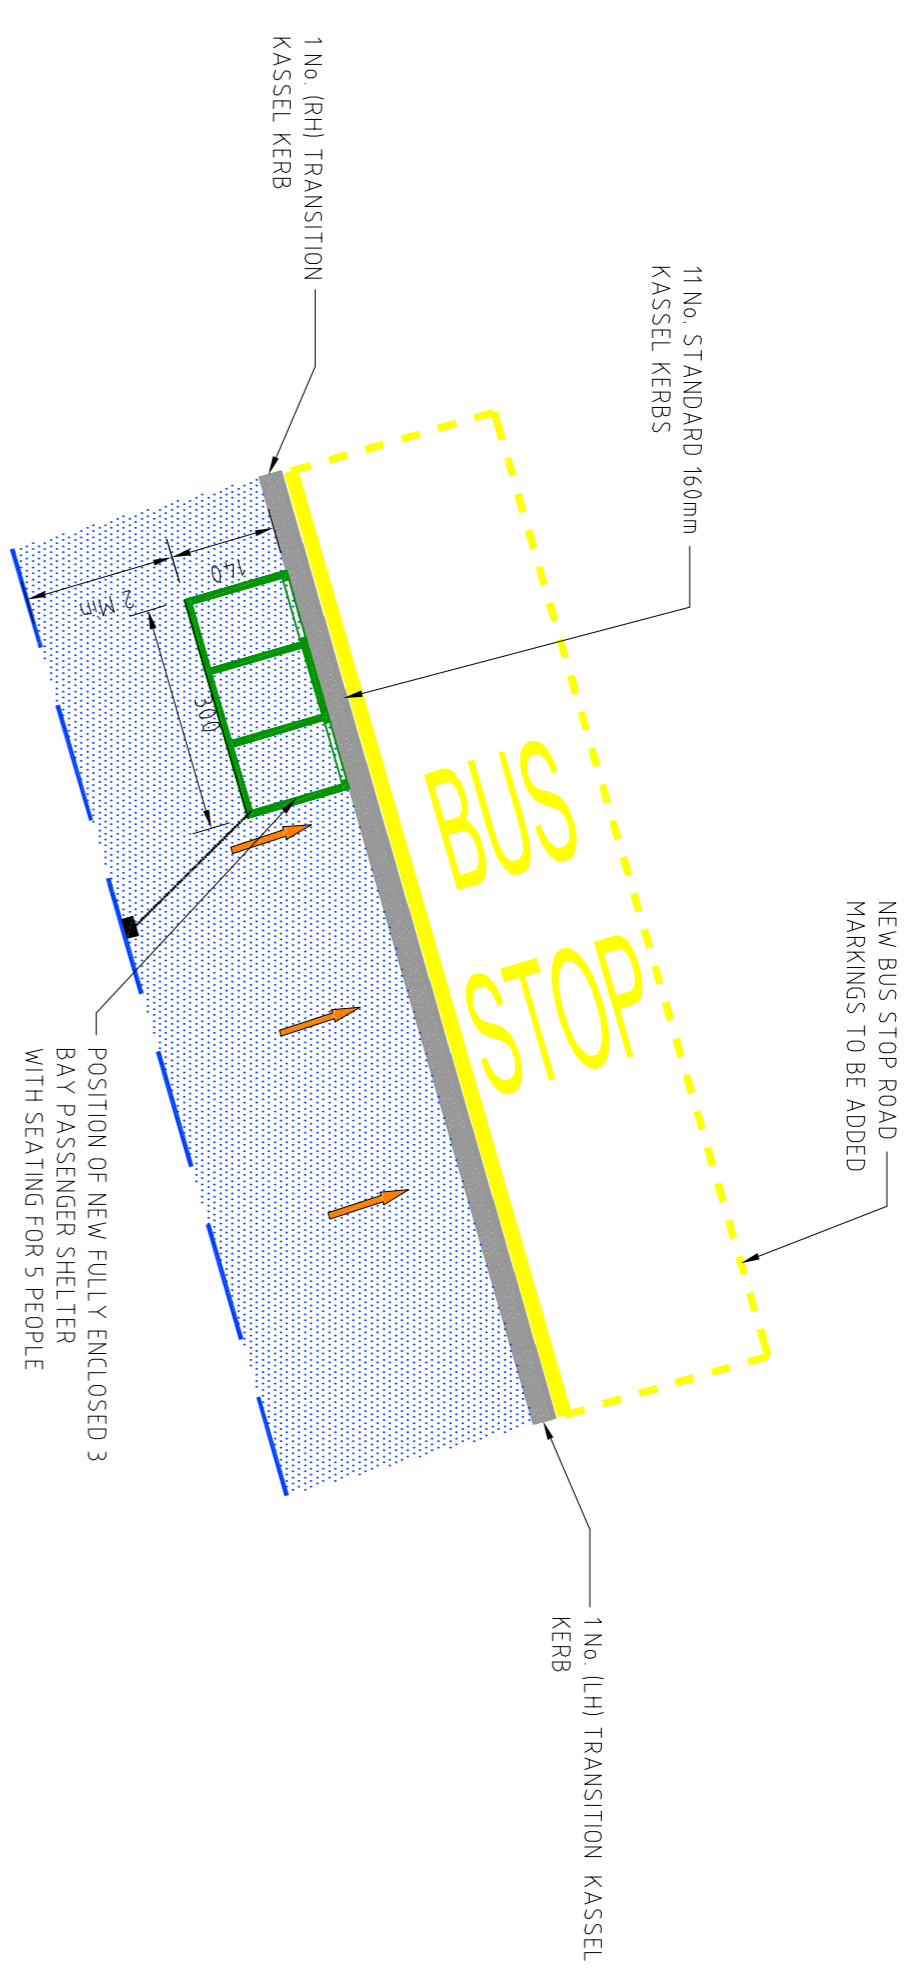 NEW BUS STOP ROAD
MARKINGS TO BE ADDED
11 No. STANDARD 160mm
KASSEL KERBS
1 No. (RH) TRANSITION
KASSEL KERB
BUS
STOP
1 No. (LH) TRANSITION KASSEL
KERB
140
2 Min
300
POSITION OF NEW FULLY ENCLOSED 3
BAY PASSENGER SHELTER
WITH SEATING FOR 5 PEOPLE